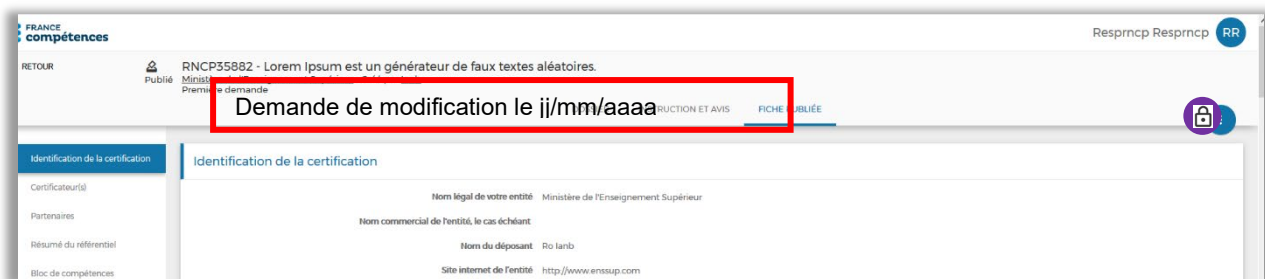 FRANCE
compétences
Resprncp Resprncp RR
RETOUR
Publié
RNCP35882 - Lorem Ipsum est un générateur de faux textes aléatoires.
Première demande
Demande de modification le jj/mm/aaaa
ET AVIS
FICHE PUBLIÉE
Identification de la certification
Certificateur(s)
Partenaires
Résumé du référentiel
Bloc de compétences
Identification de la certification
Nom légal de votre entité Ministère de l'Enseignement Supérieur
Nom commercial de l'entité, le cas échéant
Nom du déposant Ro Ianb
Site internet de l'entité http://www.enssup.com